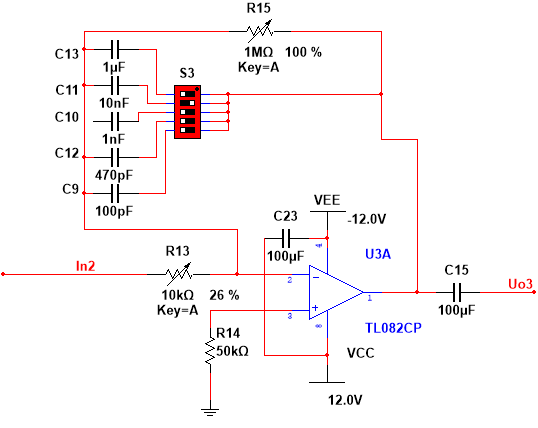 R15
1MΩ 100 %
Key=A
C13
1µF
S3
C11
10nF
C10
1nF
C12
470pF
C9
100pF
VEE
-12.0V
C23
100µF
4
U3A
R13
In2
10kΩ 26 %
Key=A
2
3
1
8
C15
100µF
Uo3
TL082CP
R14
50kΩ
VCC
12.0V